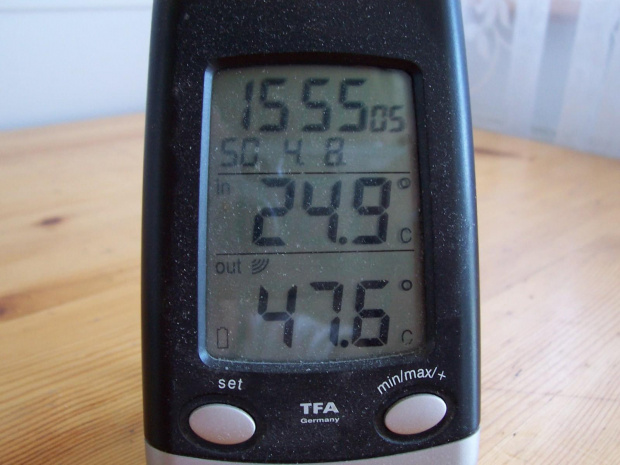 15 55 05
SO 4. 8.
in 24.9 °C
out 47.6 °C
set min/max/+
TFA
Germany